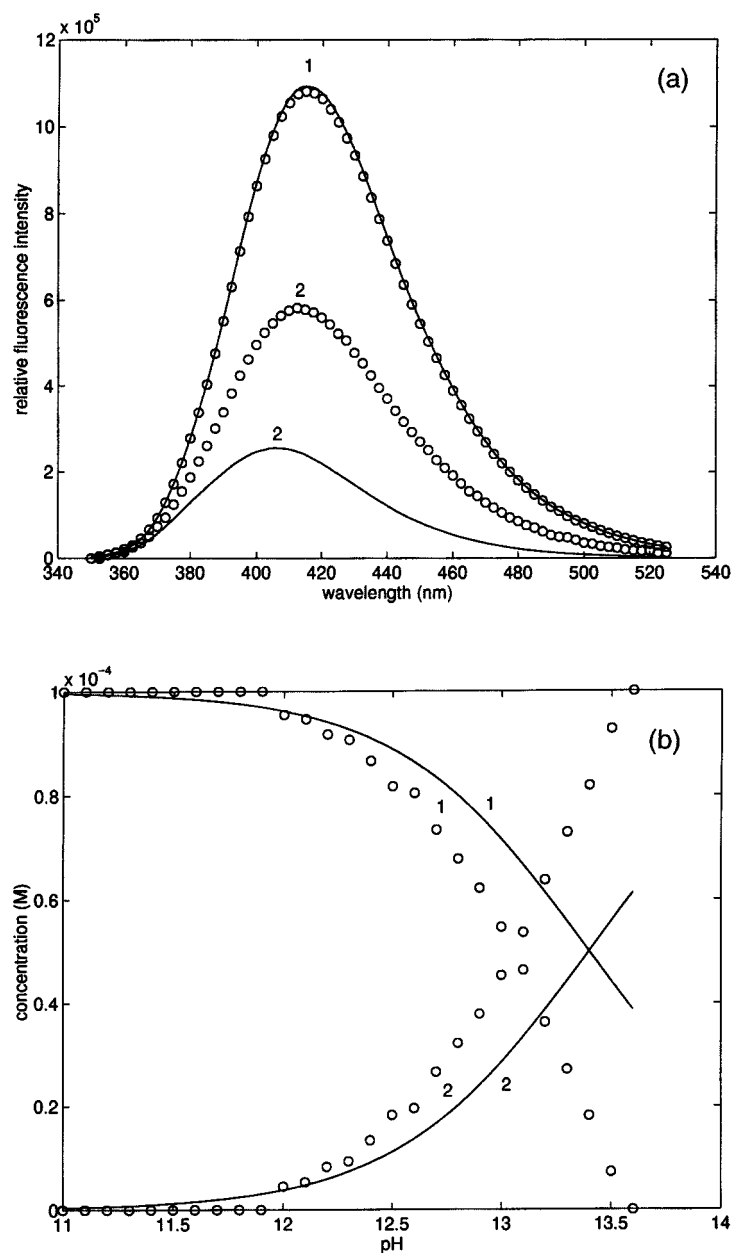 x 10⁵
12
10
8
6
4
2
0
relative fluorescence intensity
1
2
2
(a)
340 360 380 400 420 440 460 480 500 520 540
wavelength (nm)
x 10⁻⁴
1
0.8
0.6
0.4
0.2
0
concentration (M)
(b)
1 1
2 2
11 11.5 12 12.5 13 13.5 14
pH